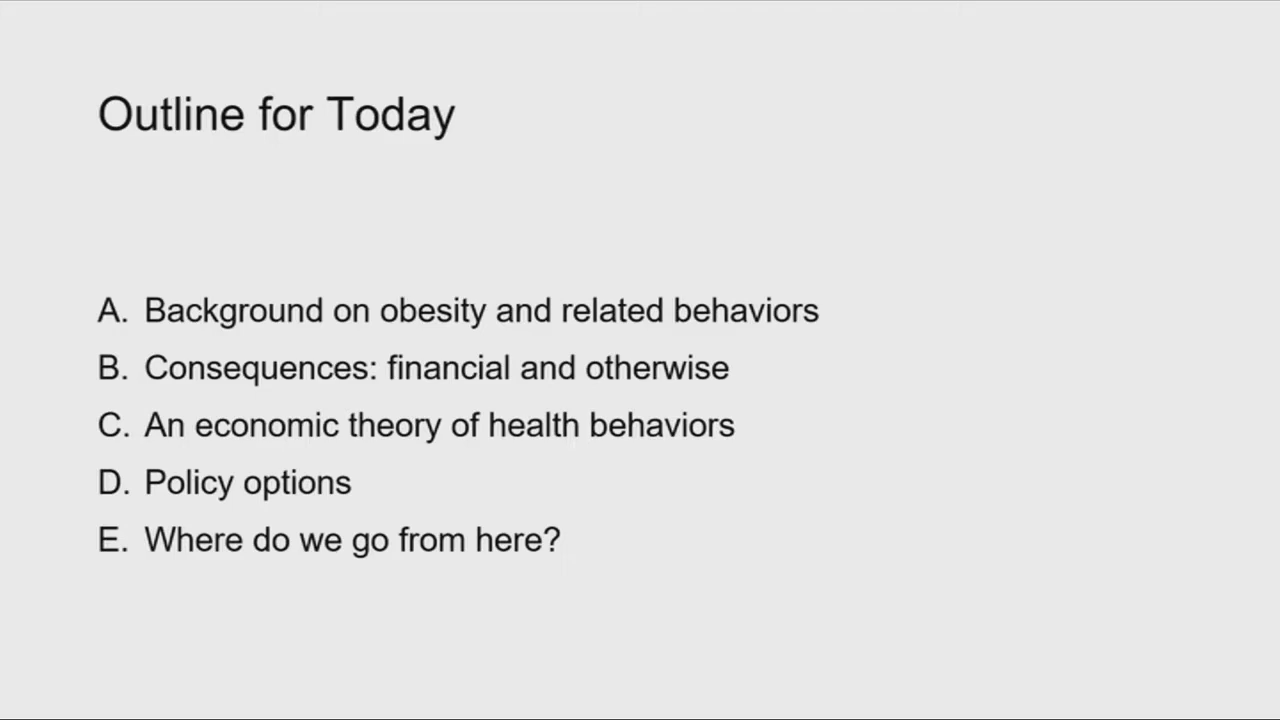 Outline for Today
A. Background on obesity and related behaviors
B. Consequences: financial and otherwise
C. An economic theory of health behaviors
D. Policy options
E. Where do we go from here?